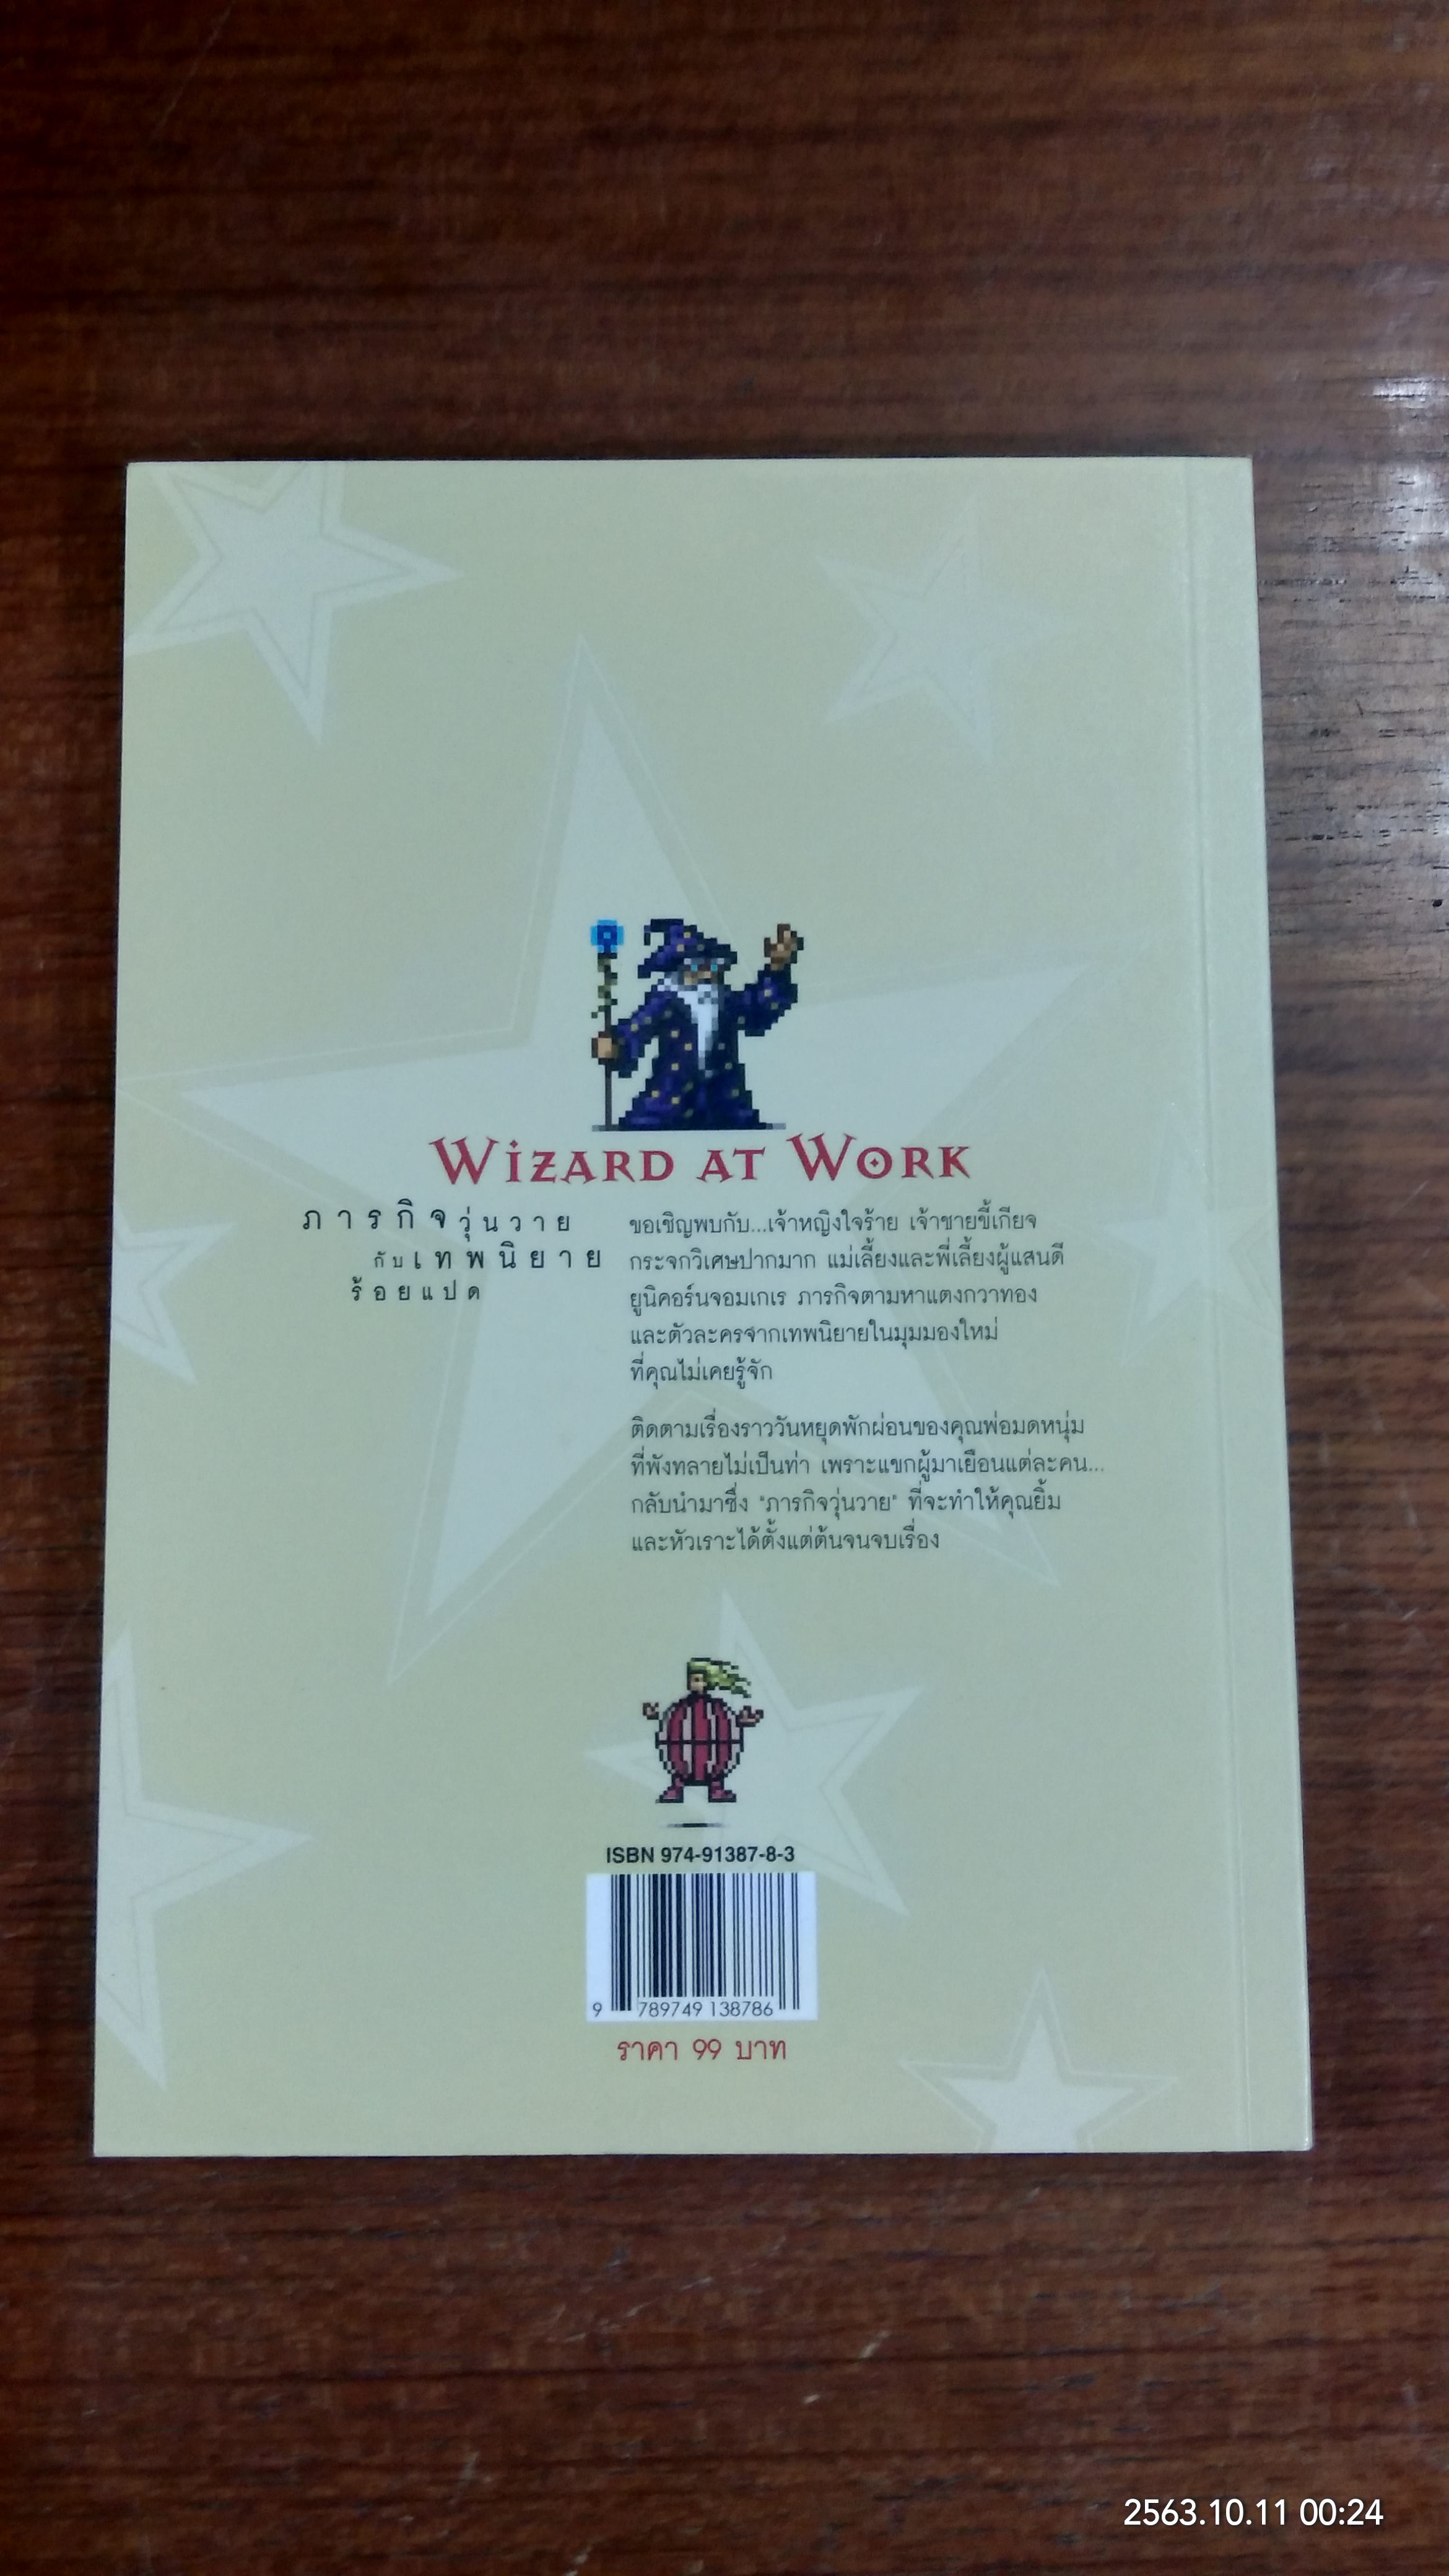 WIZARD AT WORK
ภารกิจวุ่นวาย
กับเทพนิยาย
ร้อยแปด
ขอเชิญพบกับ...เจ้าหญิงใจร้าย เจ้าชายขี้เกียจ
กระจกวิเศษปากมาก แม่เลี้ยงและพี่เลี้ยงผู้แสนดี
ยูนิคอร์นจอมเกเร ภารกิจตามหาแตงกวาทอง
และตัวละครจากเทพนิยายในมุมมองใหม่
ที่คุณไม่เคยรู้จัก
ติดตามเรื่องราววันหยุดพักผ่อนของคุณพ่อมดหนุ่ม
ที่พังทลายไม่เป็นท่า เพราะแขกผู้มาเยือนแต่ละคน...
กลับนำมาซึ่ง "ภารกิจวุ่นวาย" ที่จะทำให้คุณยิ้ม
และหัวเราะได้ตั้งแต่ต้นจนจบเรื่อง
ISBN 974-91387-8-3
9 789749 138786
ราคา 99 บาท
2563.10.11 00:24